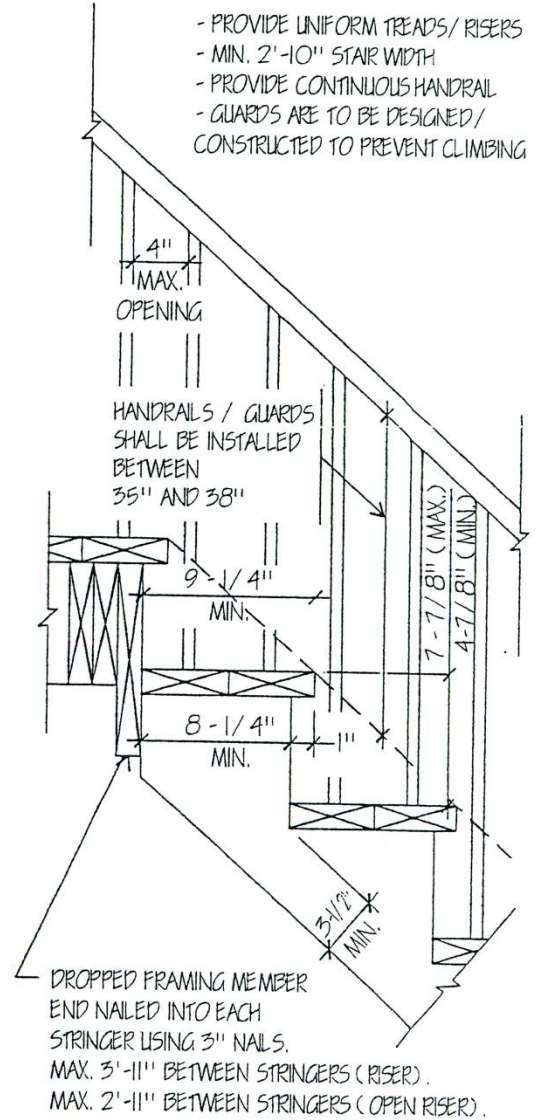 - PROVIDE UNIFORM TREADS/ RISERS
- MIN. 2'-10" STAIR WIDTH
- PROVIDE CONTINUOUS HANDRAIL
- GUARDS ARE TO BE DESIGNED/
CONSTRUCTED TO PREVENT CLIMBING
4"
MAX.
OPENING
HANDRAILS / GUARDS
SHALL BE INSTALLED
BETWEEN
35" AND 38"
7-7/8" (MAX.)
4-7/8" (MIN.)
9-1/4"
MIN.
8-1/4"
MIN.
1"
3-1/2"
MIN.
DROPPED FRAMING MEMBER
END NAILED INTO EACH
STRINGER USING 3" NAILS.
MAX. 3'-11" BETWEEN STRINGERS (RISER).
MAX. 2'-11" BETWEEN STRINGERS (OPEN RISER).